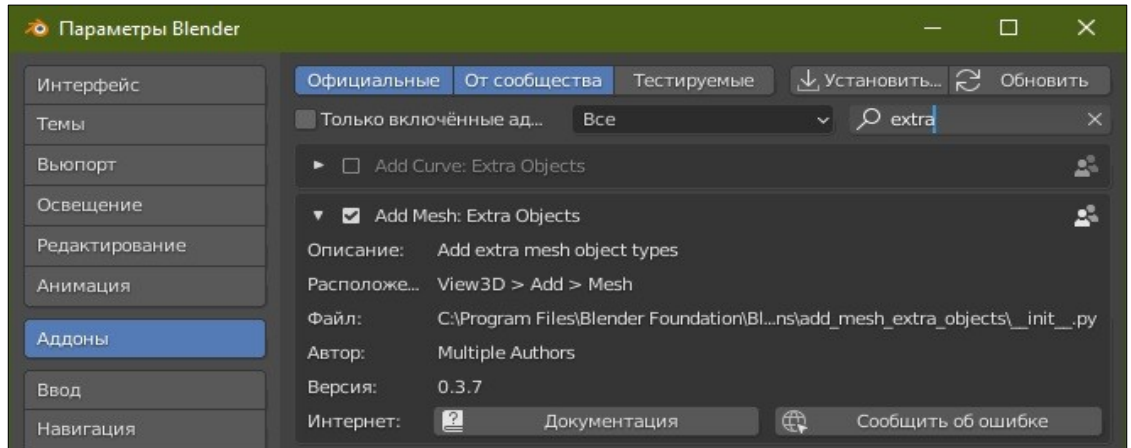 Параметры Blender
Интерфейс
Темы
Вьюпорт
Освещение
Редактирование
Анимация
Аддоны
Ввод
Навигация
Официальные От сообщества Тестируемые Установить... Обновить
Только включённые ад... Все extra
Add Curve: Extra Objects
Add Mesh: Extra Objects
Описание: Add extra mesh object types
Расположе... View3D > Add > Mesh
Файл: C:\Program Files\Blender Foundation\Bl...ns\add_mesh_extra_objects\__init__.py
Автор: Multiple Authors
Версия: 0.3.7
Интернет: Документация Сообщить об ошибке